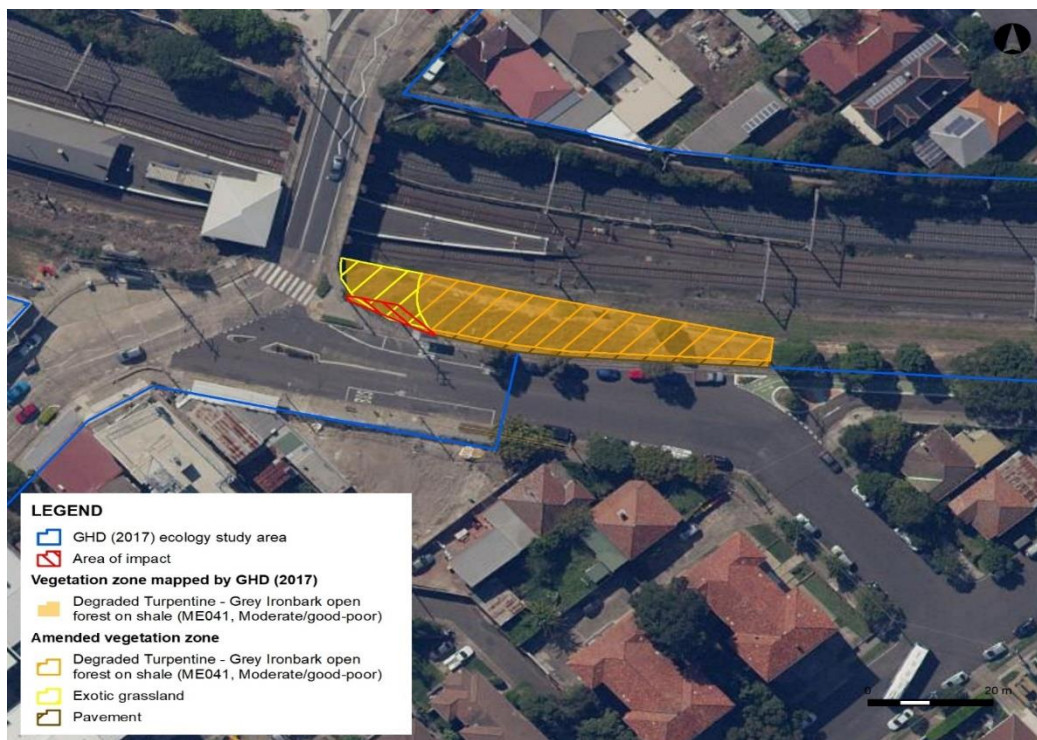 BUS
LEGEND
GHD (2017) ecology study area
Area of impact
Vegetation zone mapped by GHD (2017)
Degraded Turpentine - Grey Ironbark open
forest on shale (ME041, Moderate/good-poor)
Amended vegetation zone
Degraded Turpentine - Grey Ironbark open
forest on shale (ME041, Moderate/good-poor)
Exotic grassland
Pavement
0 20 m